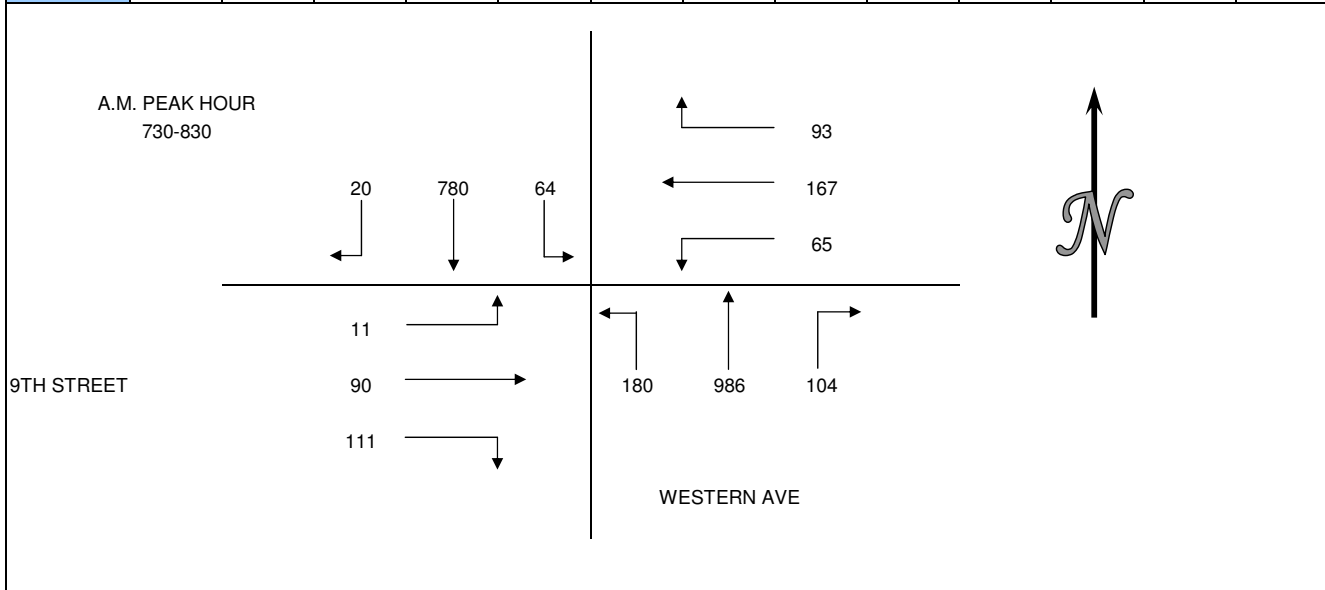 A.M. PEAK HOUR
730-830
93
20 780 64 167
65
11
9TH STREET 90 180 986 104
111
WESTERN AVE
N